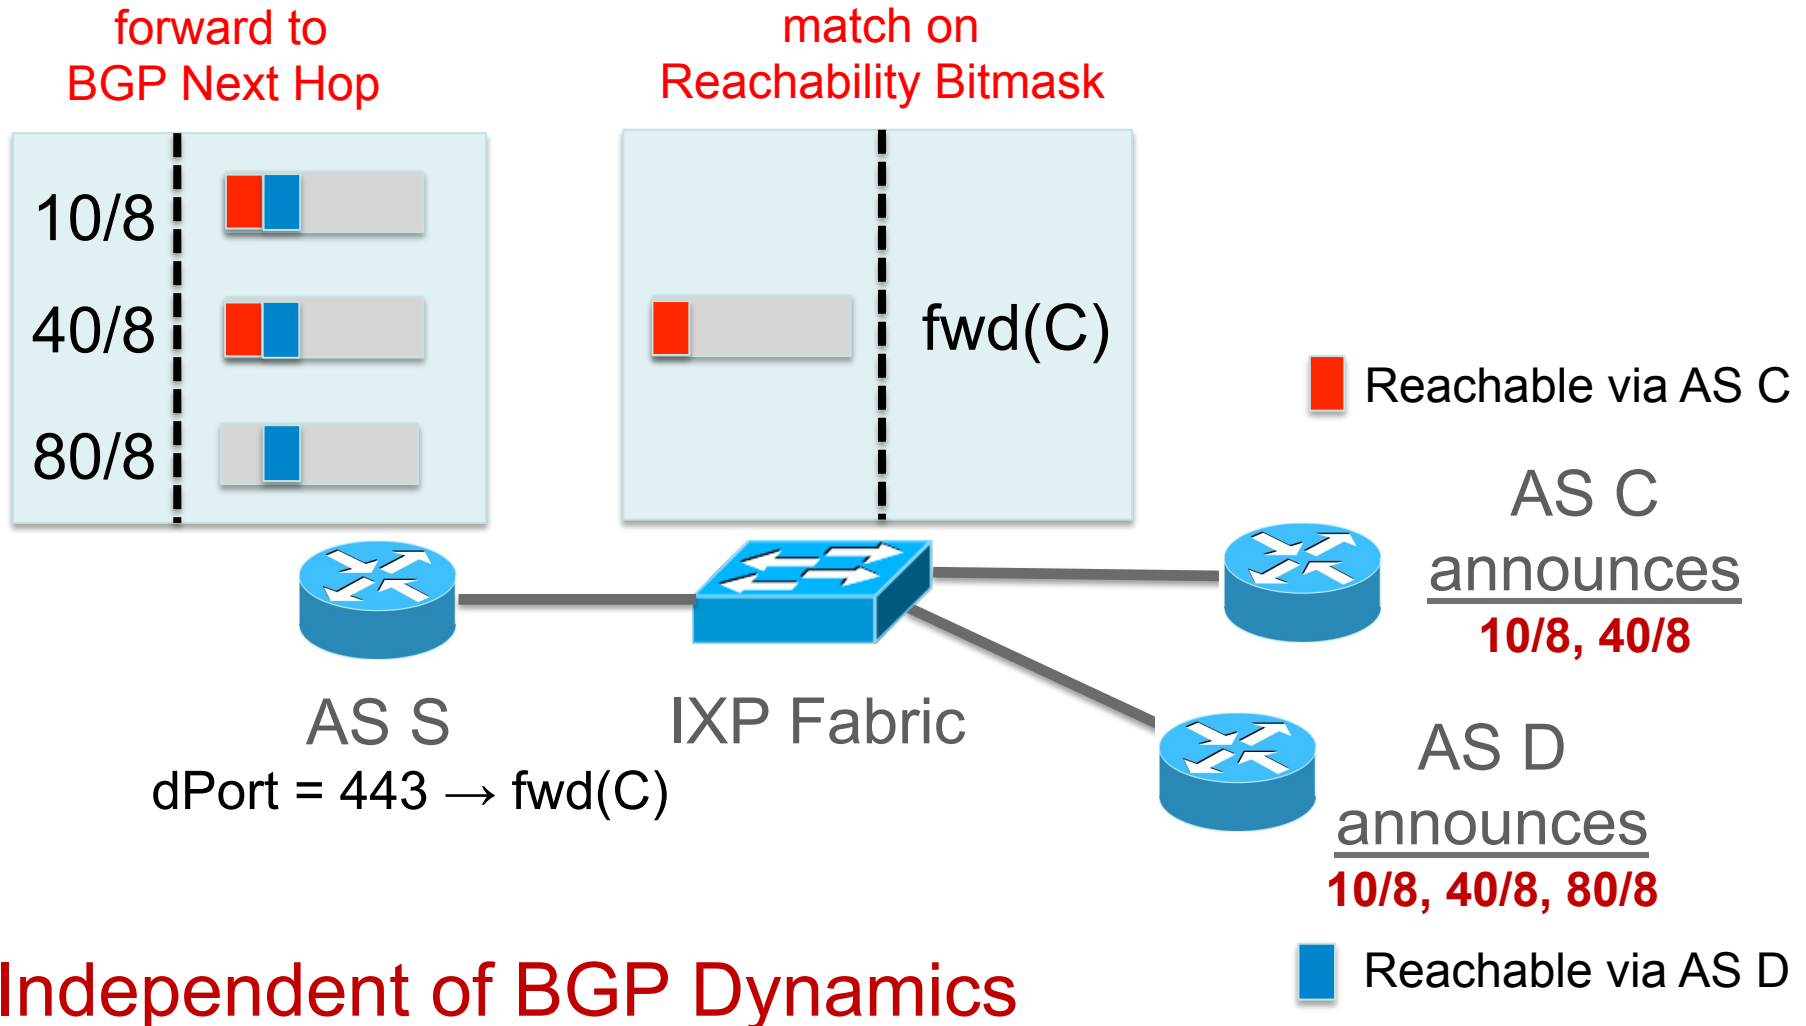 forward to
BGP Next Hop
match on
Reachability Bitmask
10/8
40/8
80/8
fwd(C)
Reachable via AS C
AS C
announces
10/8, 40/8
AS S
dPort = 443 → fwd(C)
IXP Fabric
AS D
announces
10/8, 40/8, 80/8
Reachable via AS D
Independent of BGP Dynamics